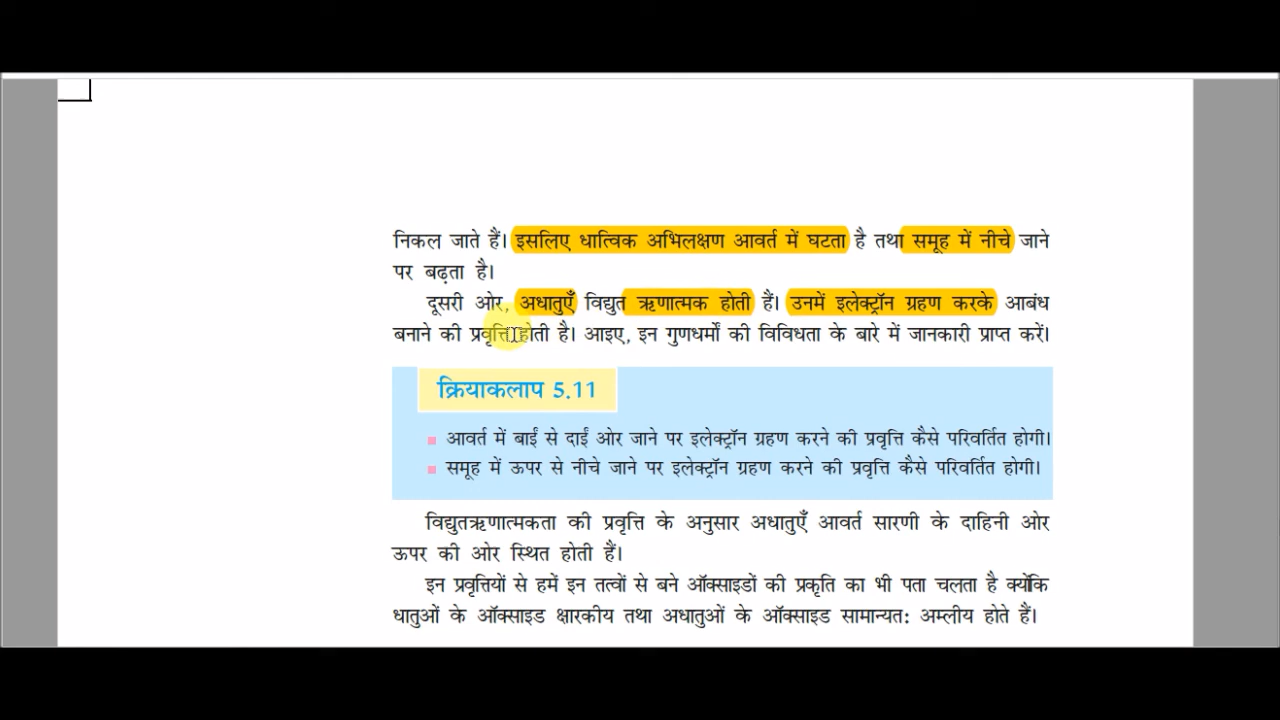 निकल जाते हैं। इसलिए धात्विक अभिलक्षण आवर्त में घटता है तथा समूह में नीचे जाने
पर बढ़ता है।
दूसरी ओर, अधातुएँ विद्युत ऋणात्मक होती हैं। उनमें इलेक्ट्रॉन ग्रहण करके आबंध
बनाने की प्रवृत्ति होती है। आइए, इन गुणधर्मों की विविधता के बारे में जानकारी प्राप्त करें।
क्रियाकलाप 5.11
■ आवर्त में बाईं से दाईं ओर जाने पर इलेक्ट्रॉन ग्रहण करने की प्रवृत्ति कैसे परिवर्तित होगी।
■ समूह में ऊपर से नीचे जाने पर इलेक्ट्रॉन ग्रहण करने की प्रवृत्ति कैसे परिवर्तित होगी।
विद्युतऋणात्मकता की प्रवृत्ति के अनुसार अधातुएँ आवर्त सारणी के दाहिनी ओर
ऊपर की ओर स्थित होती हैं।
इन प्रवृत्तियों से हमें इन तत्वों से बने ऑक्साइडों की प्रकृति का भी पता चलता है क्योंकि
धातुओं के ऑक्साइड क्षारकीय तथा अधातुओं के ऑक्साइड सामान्यत: अम्लीय होते हैं।